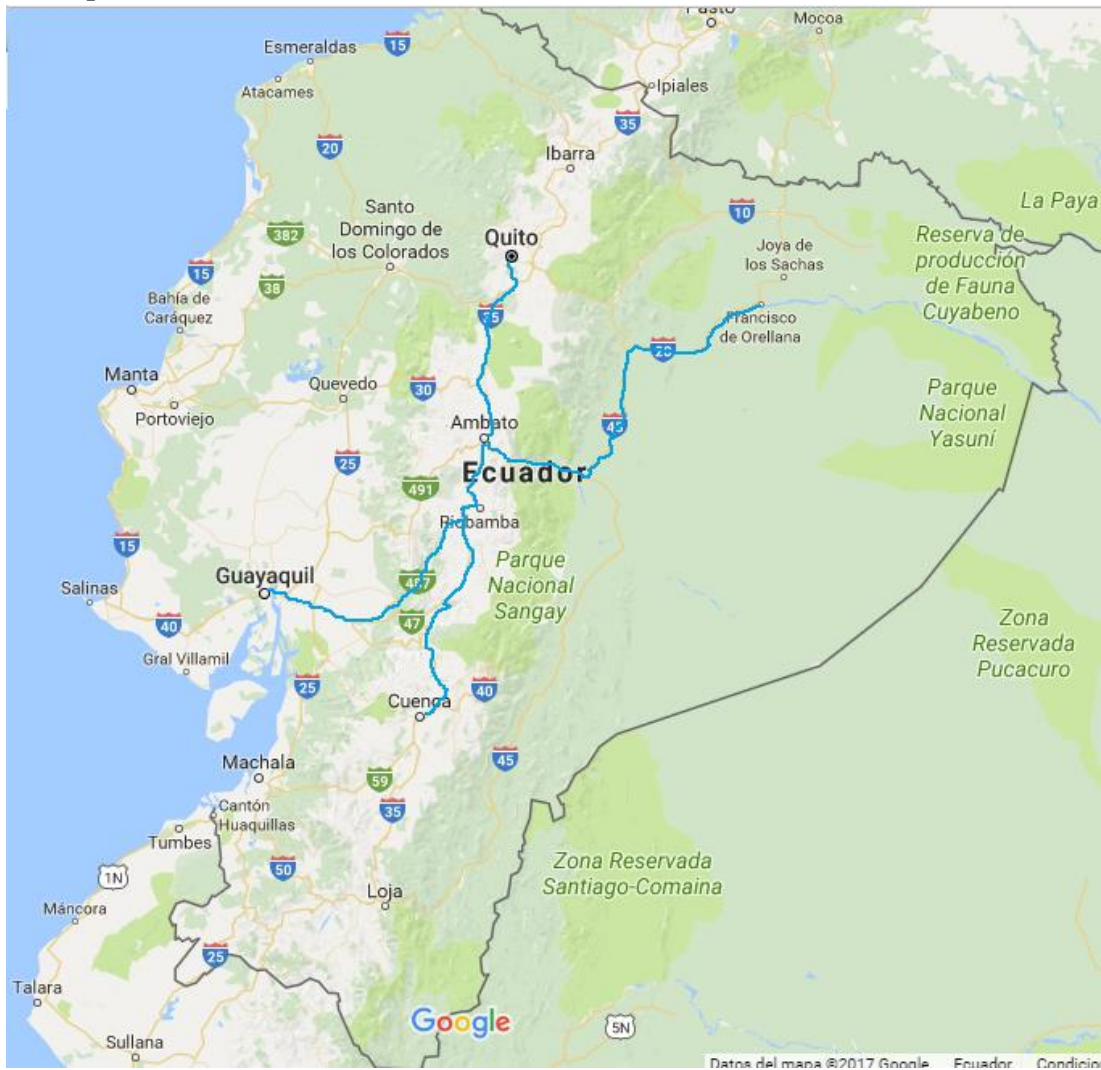 Pasto
Mocoa
15
Esmeraldas
Ipiales
Atacames
35
20
Ibarra
La Paya
10
Santo
Domingo de
los Colorados
382
Quito
Reserva de
producción
de Fauna
Cuyabeno
Joya de
los Sachas
15
38
Bahía de
Caráquez
35
Francisco
de Orellana
20
Manta
Portoviejo
Quevedo
30
Parque
Nacional
Yasuní
Ambato
45
25
Ecuador
491
Riobamba
15
Parque
Nacional
Sangay
Guayaquil
487
Salinas
40
47
Zona
Reservada
Pucacuro
Gral Villamil
25
40
Cuenca
45
Machala
59
Cantón
Huaquillas
35
Tumbes
1N
50
Zona Reservada
Santiago-Comaina
Loja
Máncora
25
Talara
Google
5N
Sullana
Datos del mapa ©2017 Google Ecuador